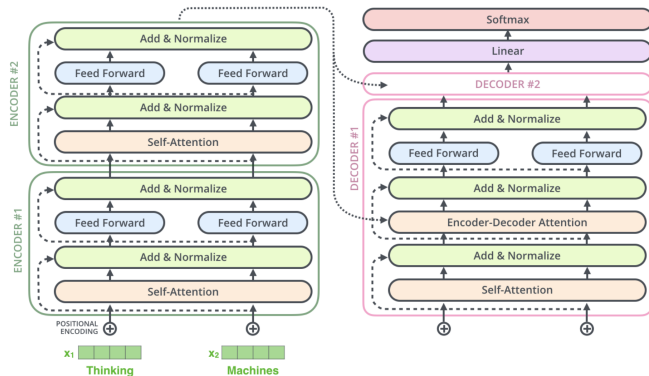 ENCODER #2
Add & Normalize
Feed Forward
Feed Forward
Add & Normalize
Self-Attention
ENCODER #1
Add & Normalize
Feed Forward
Feed Forward
Add & Normalize
Self-Attention
POSITIONAL
ENCODING
x₁
x₂
Thinking
Machines
Softmax
Linear
DECODER #2
DECODER #1
Add & Normalize
Feed Forward
Feed Forward
Add & Normalize
Encoder-Decoder Attention
Add & Normalize
Self-Attention